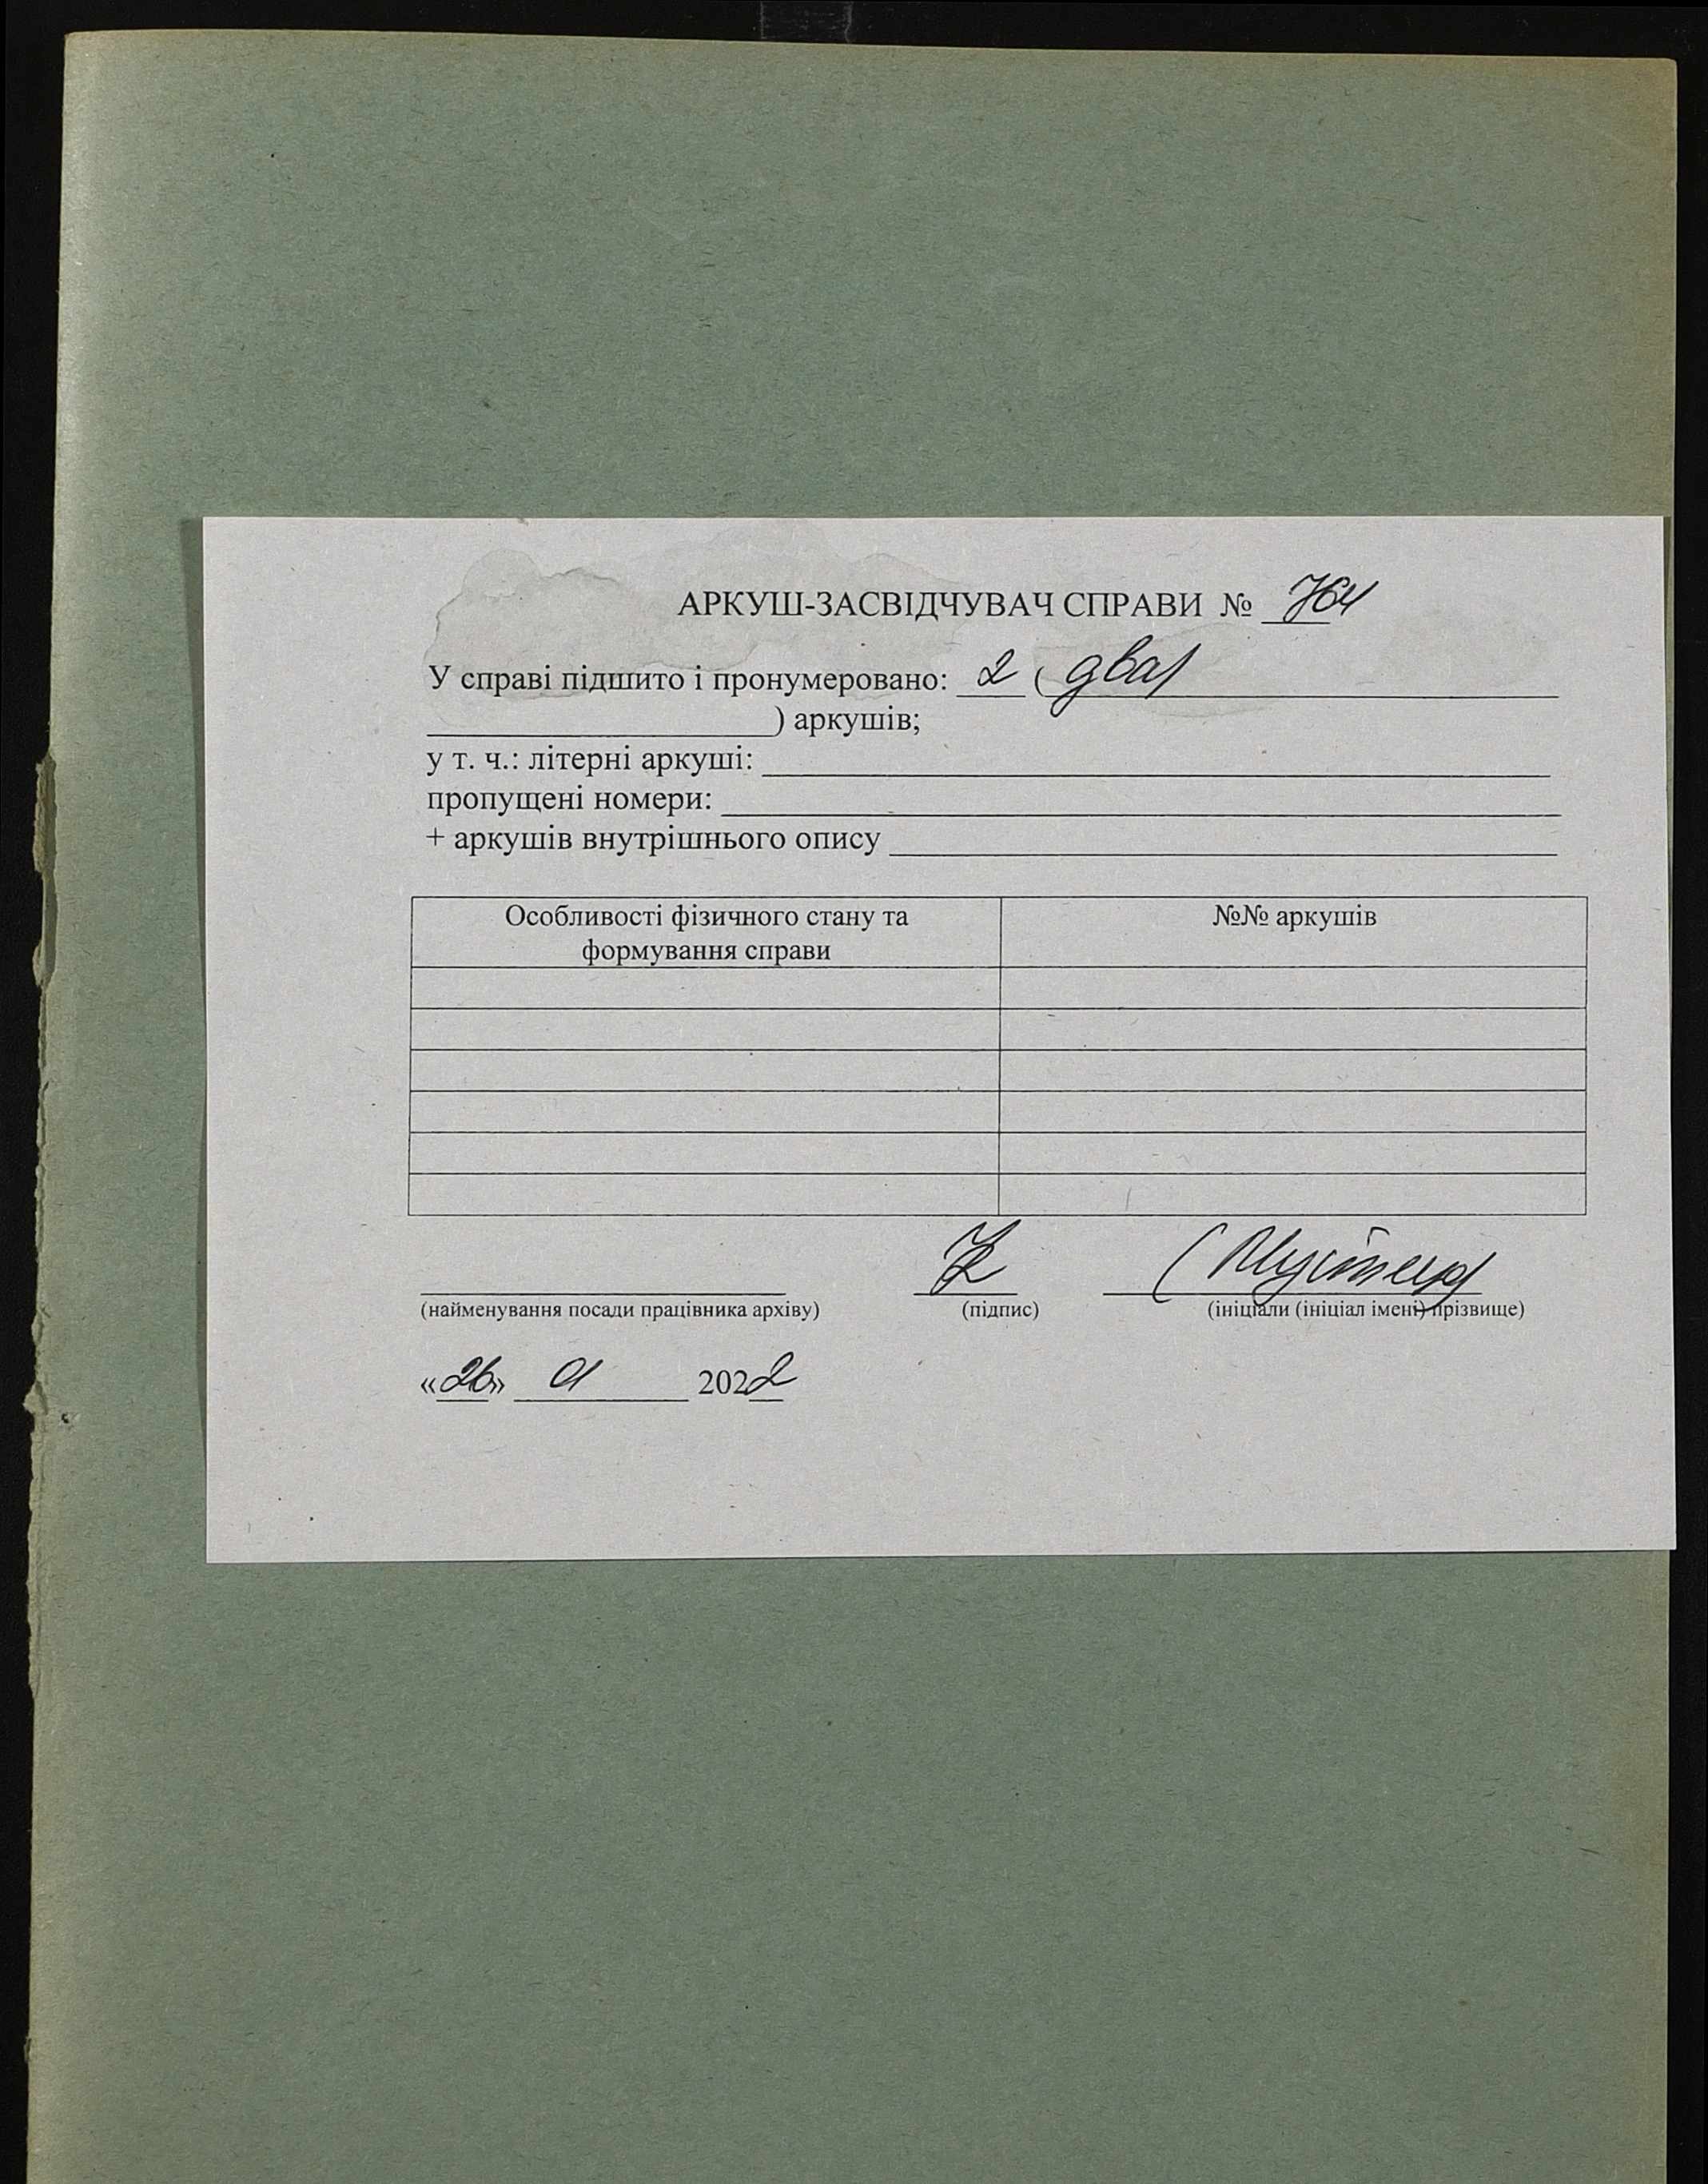 АРКУШ-ЗАСВІДЧУВАЧ СПРАВИ № 764
У справі підшито і пронумеровано: 2 ( два)
) аркушів;
у т. ч.: літерні аркуші:
пропущені номери:
+ аркушів внутрішнього опису
Особливості фізичного стану та
формування справи
№№ аркушів
(найменування посади працівника архіву)
(підпис)
(ініціали (ініціал імені) прізвище)
«26» 01 2022